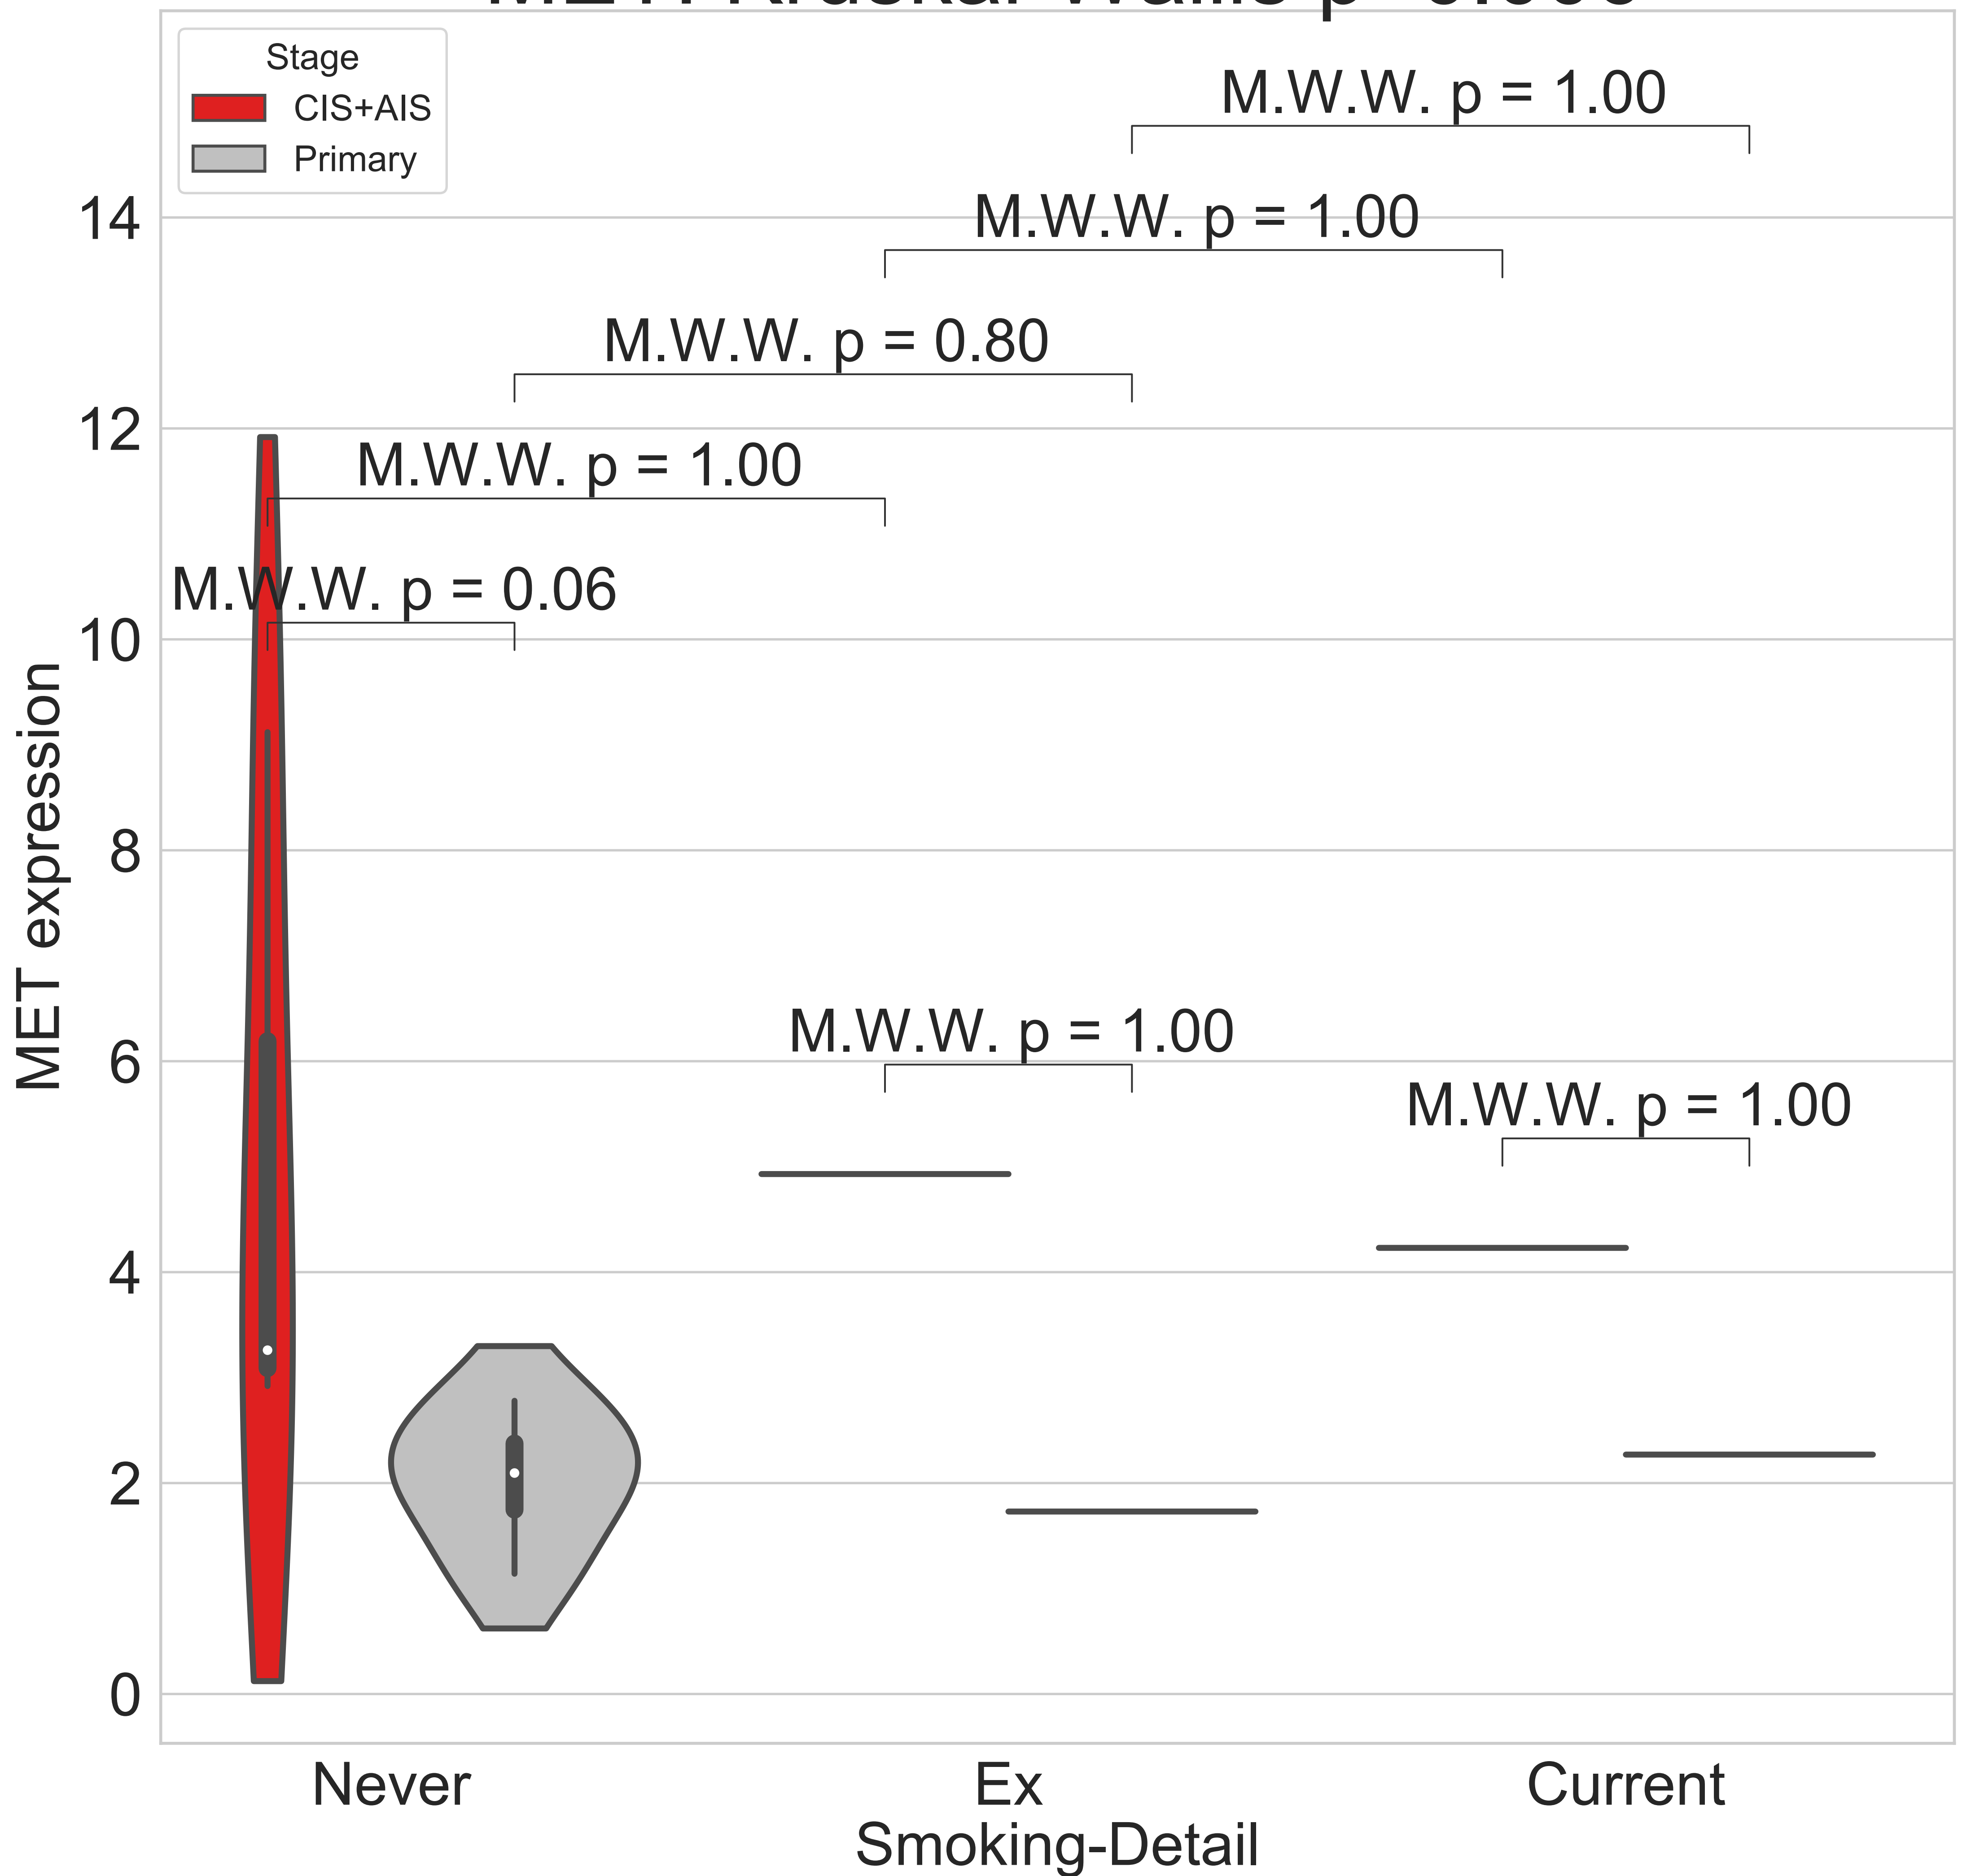 Stage
CIS+AIS
Primary
M.W.W. p = 1.00
M.W.W. p = 1.00
M.W.W. p = 0.80
M.W.W. p = 1.00
M.W.W. p = 0.06
M.W.W. p = 1.00
M.W.W. p = 1.00
14
12
10
8
6
4
2
0
MET expression
Never
Ex
Current
Smoking-Detail